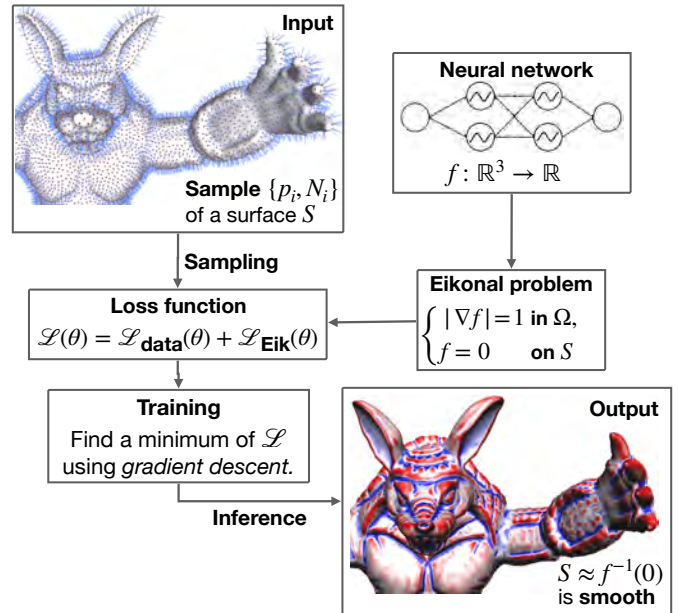 Input
Sample {p_i, N_i}
of a surface S
Neural network
f : ℝ³ → ℝ
Sampling
Loss function
ℒ(θ) = ℒ_data(θ) + ℒ_Eik(θ)
Eikonal problem
{ |∇f| = 1 in Ω,
f = 0 on S
Training
Find a minimum of ℒ
using gradient descent.
Inference
Output
S ≈ f⁻¹(0)
is smooth